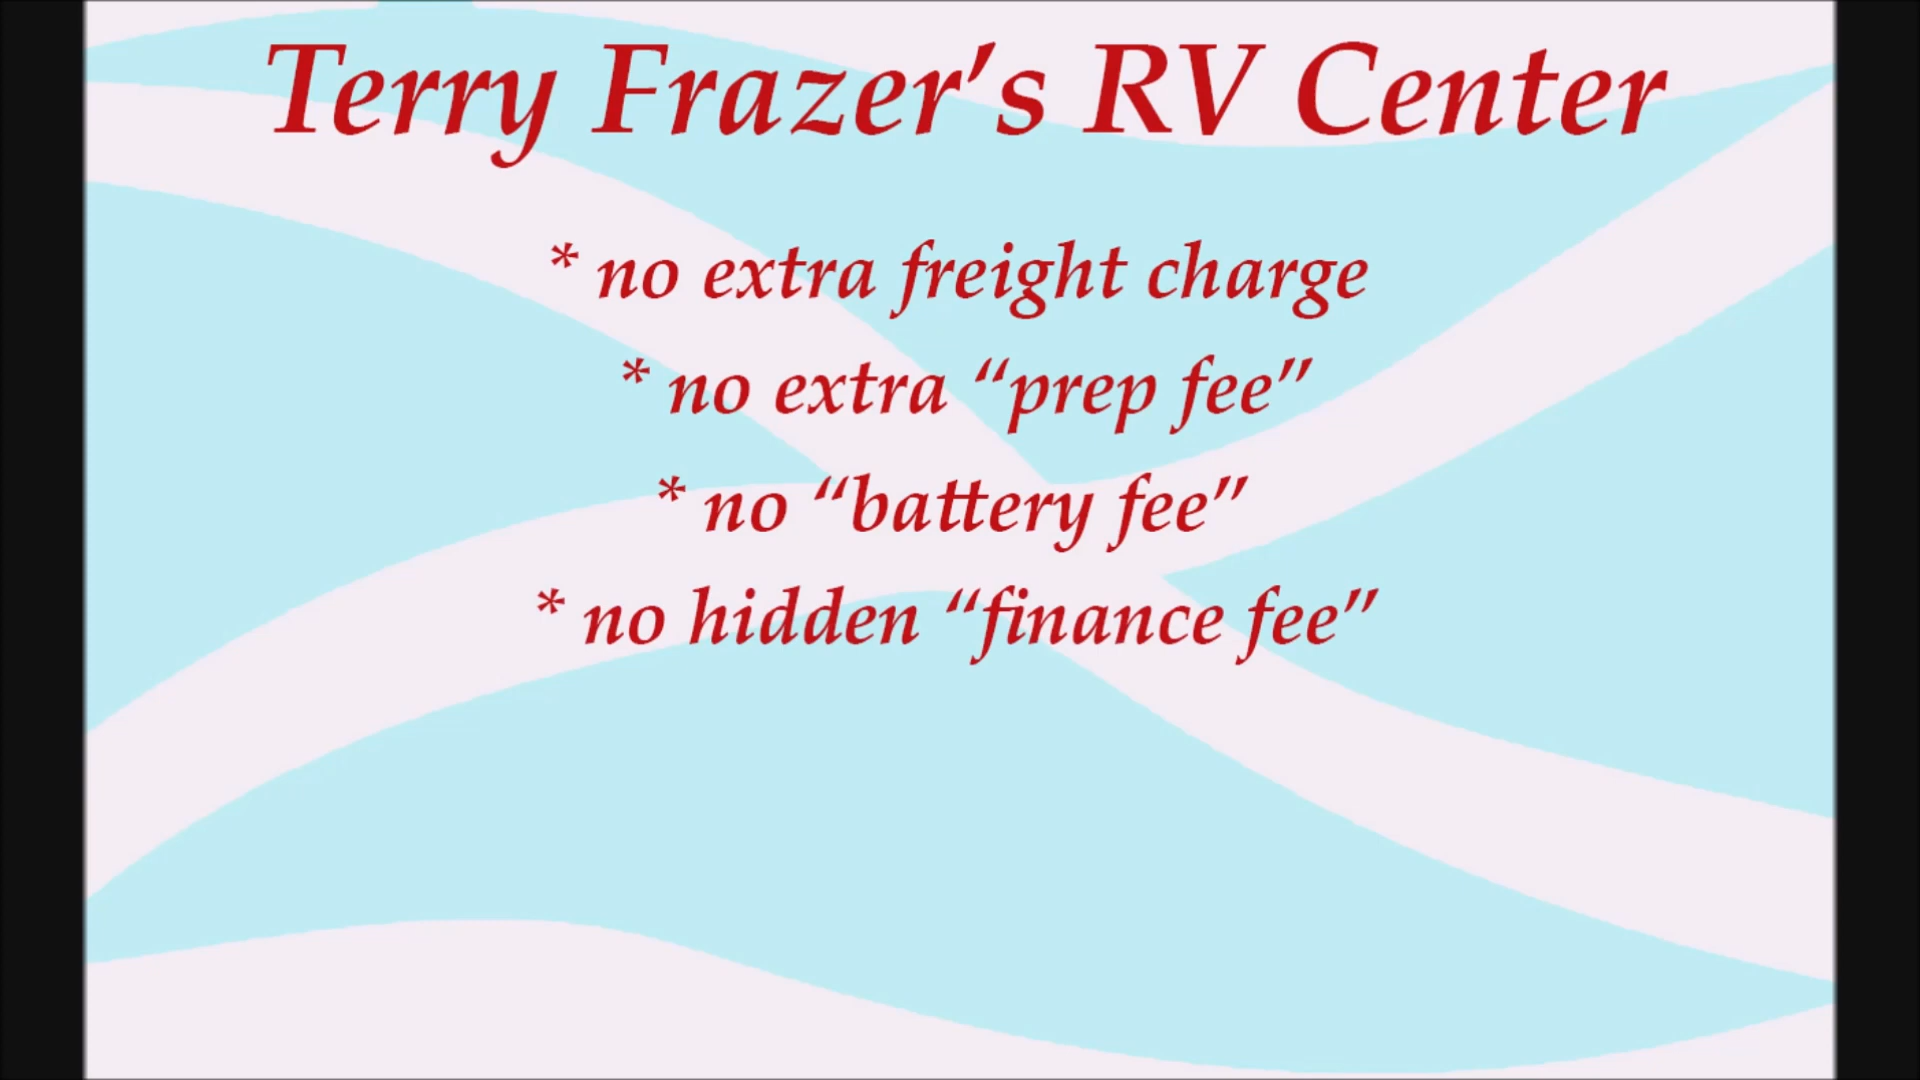 Terry Frazer's RV Center
* no extra freight charge
* no extra “prep fee”
* no “battery fee”
* no hidden “finance fee”